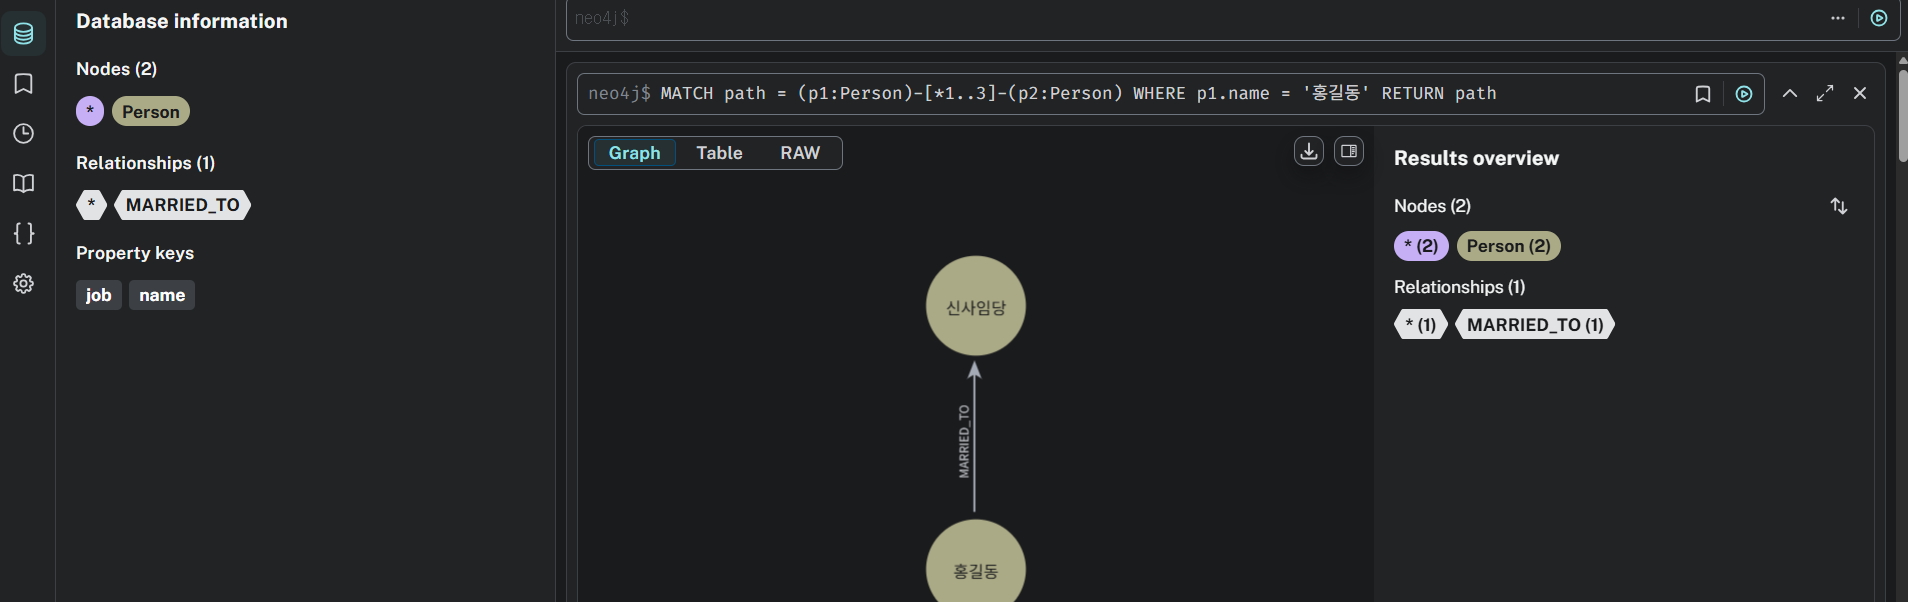 Database information
Nodes (2)
* Person
Relationships (1)
* MARRIED_TO
Property keys
job name
neo4j$
neo4j$ MATCH path = (p1:Person)-[*1..3]-(p2:Person) WHERE p1.name = '홍길동' RETURN path
Graph Table RAW
신사임당
MARRIED_TO
홍길동
Results overview
Nodes (2)
* (2) Person (2)
Relationships (1)
* (1) MARRIED_TO (1)